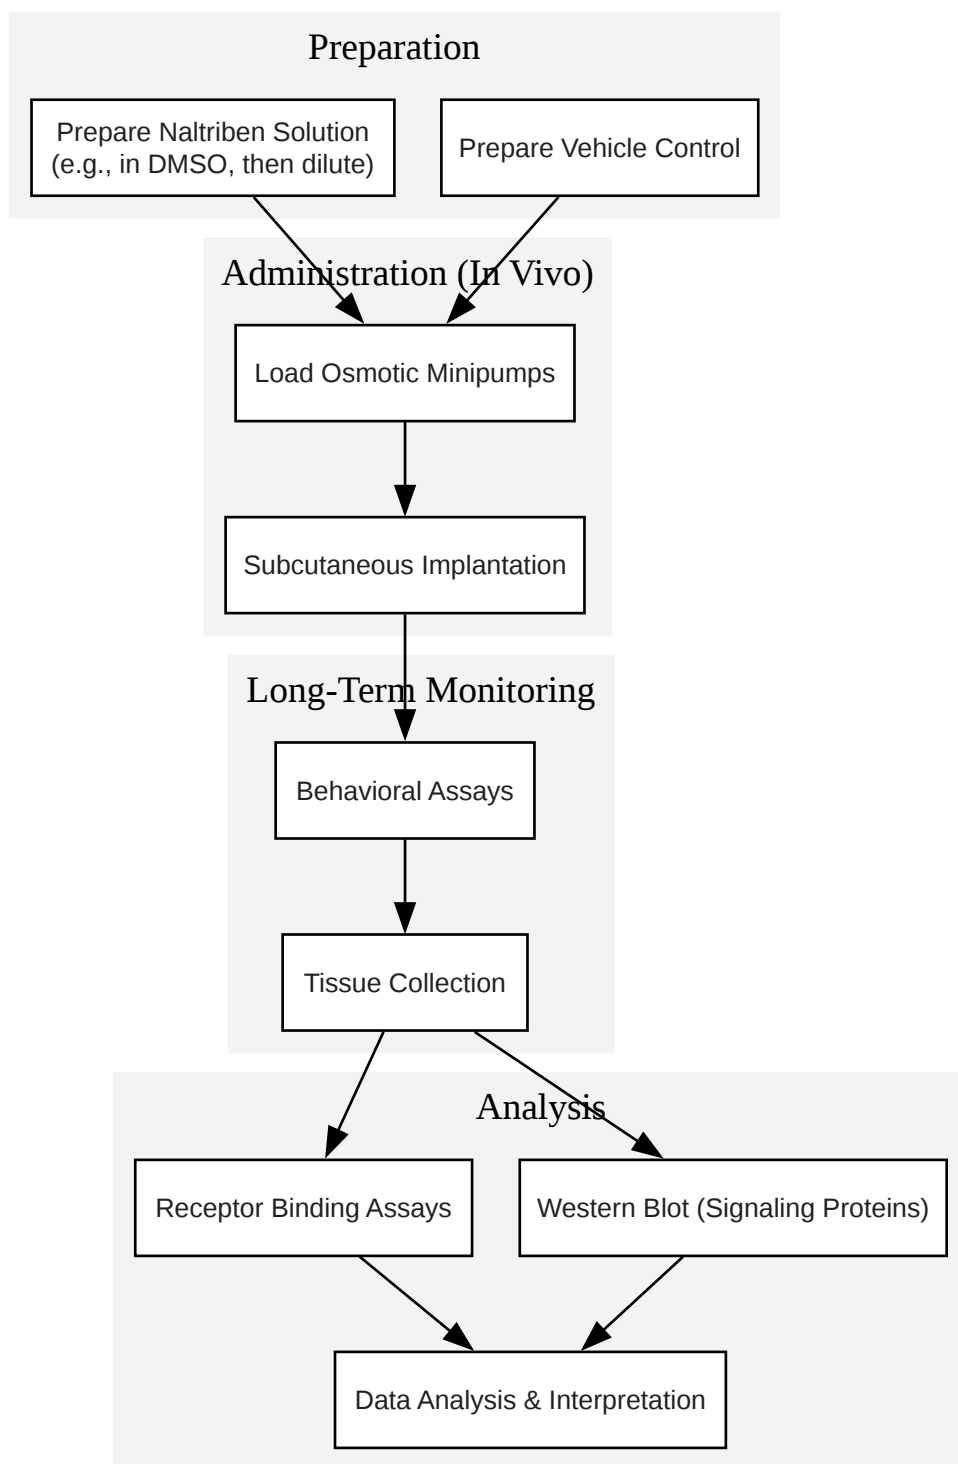 Preparation
Prepare Naltriben Solution
(e.g., in DMSO, then dilute)
Prepare Vehicle Control
Administration (In Vivo)
Load Osmotic Minipumps
Subcutaneous Implantation
Long-Term Monitoring
Behavioral Assays
Tissue Collection
Analysis
Receptor Binding Assays
Western Blot (Signaling Proteins)
Data Analysis & Interpretation